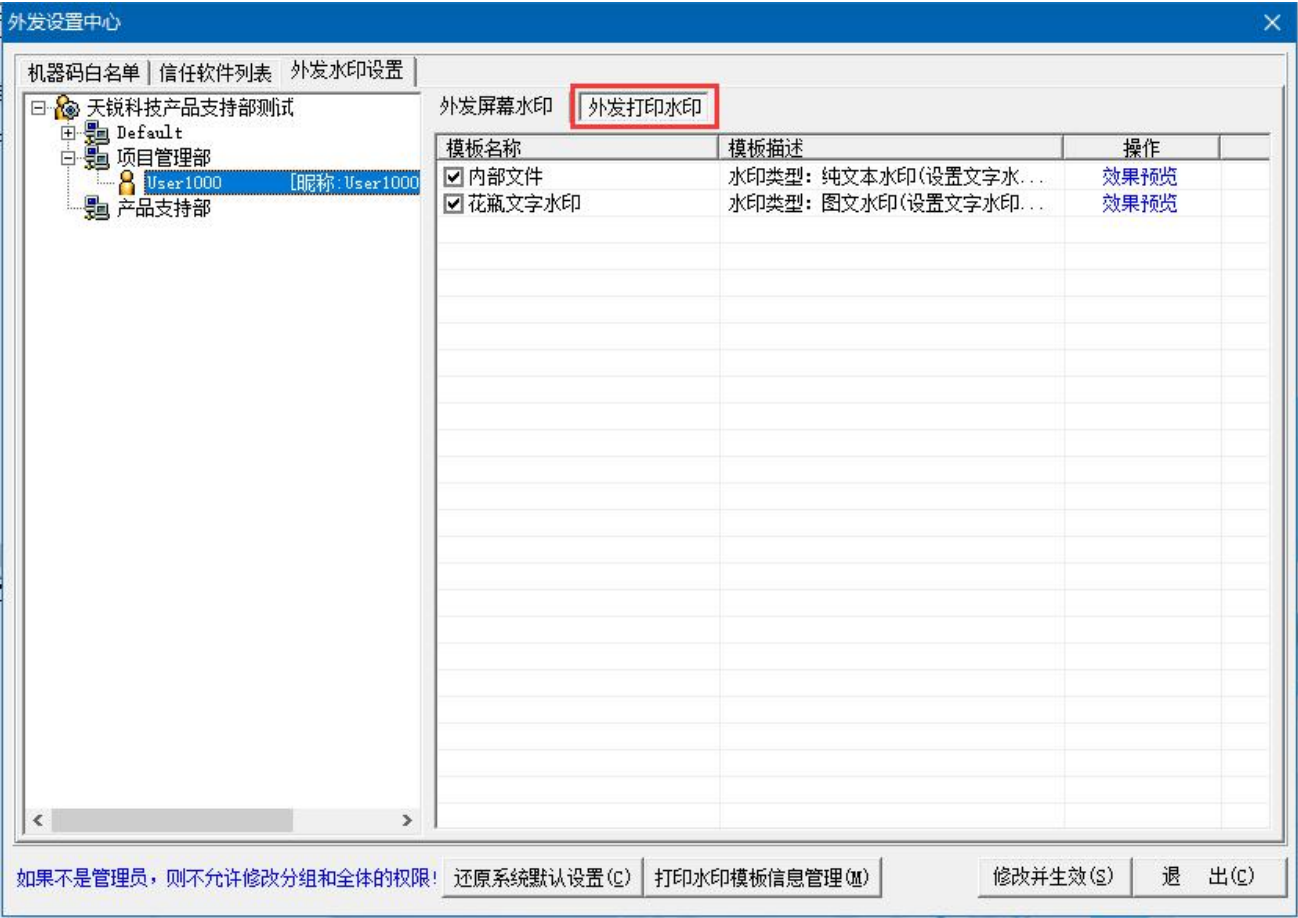 外发设置中心
机器码白名单 信任软件列表 外发水印设置
天锐科技产品支持部测试
Default
项目管理部
User1000 [昵称:User1000
产品支持部
外发屏幕水印 外发打印水印
模板名称 模板描述 操作
内部文件 水印类型: 纯文本水印(设置文字水... 效果预览
花瓶文字水印 水印类型: 图文水印(设置文字水印... 效果预览
如果不是管理员，则不允许修改分组和全体的权限! 还原系统默认设置(C) 打印水印模板信息管理(M) 修改并生效(S) 退 出(C)